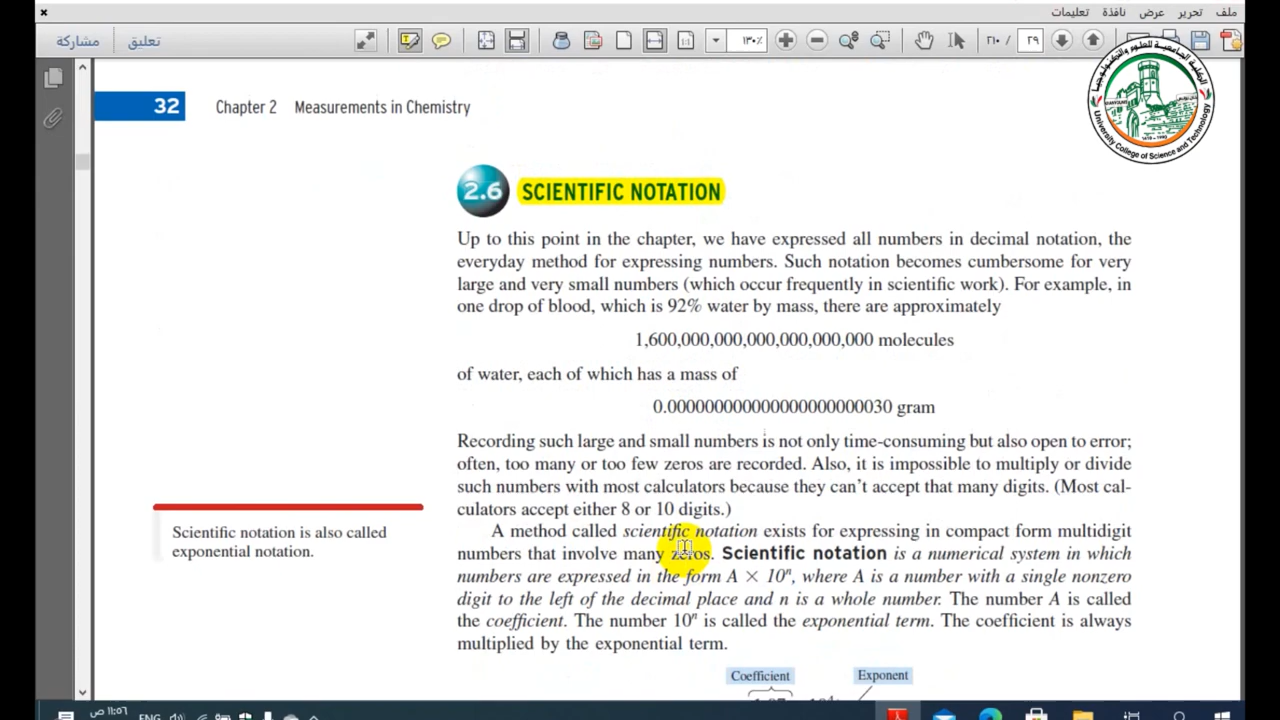 ملف تحرير عرض نافذة تعليمات
مشاركة تعليق ١٣٠٪ ٢١٠ / ٢٩
32 Chapter 2 Measurements in Chemistry
University College of Science and Technology
2.6 SCIENTIFIC NOTATION
Up to this point in the chapter, we have expressed all numbers in decimal notation, the
everyday method for expressing numbers. Such notation becomes cumbersome for very
large and very small numbers (which occur frequently in scientific work). For example, in
one drop of blood, which is 92% water by mass, there are approximately
1,600,000,000,000,000,000,000 molecules
of water, each of which has a mass of
0.000000000000000000000030 gram
Recording such large and small numbers is not only time-consuming but also open to error;
often, too many or too few zeros are recorded. Also, it is impossible to multiply or divide
such numbers with most calculators because they can't accept that many digits. (Most cal-
culators accept either 8 or 10 digits.)
A method called scientific notation exists for expressing in compact form multidigit
numbers that involve many zeros. Scientific notation is a numerical system in which
numbers are expressed in the form A × 10ⁿ, where A is a number with a single nonzero
digit to the left of the decimal place and n is a whole number. The number A is called
the coefficient. The number 10ⁿ is called the exponential term. The coefficient is always
multiplied by the exponential term.
Scientific notation is also called
exponential notation.
Coefficient Exponent
١١:٥٦ ص